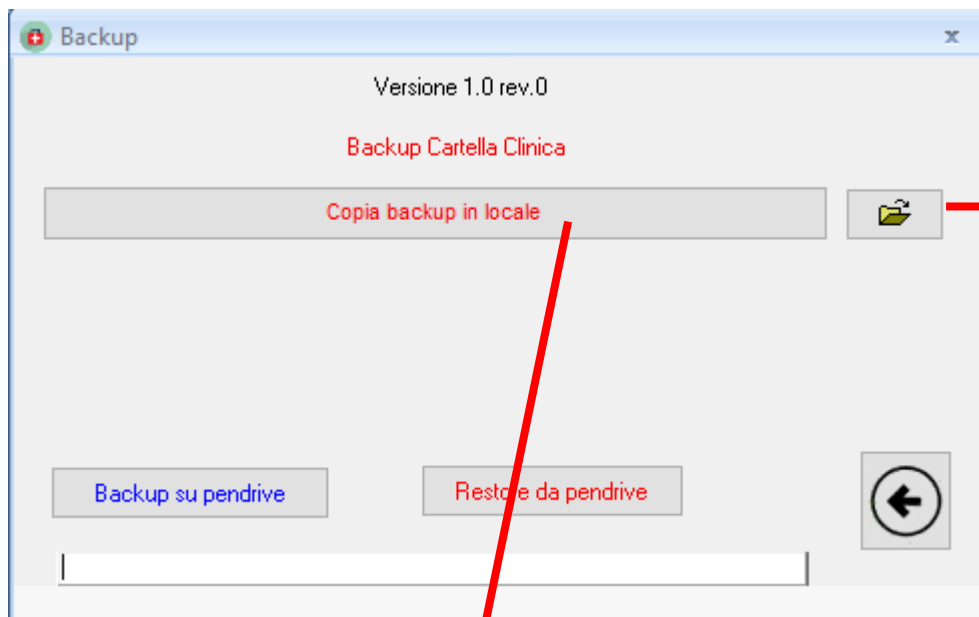 Backup
Versione 1.0 rev.0
Backup Cartella Clinica
Copia backup in locale
Backup su pendrive
Restore da pendrive